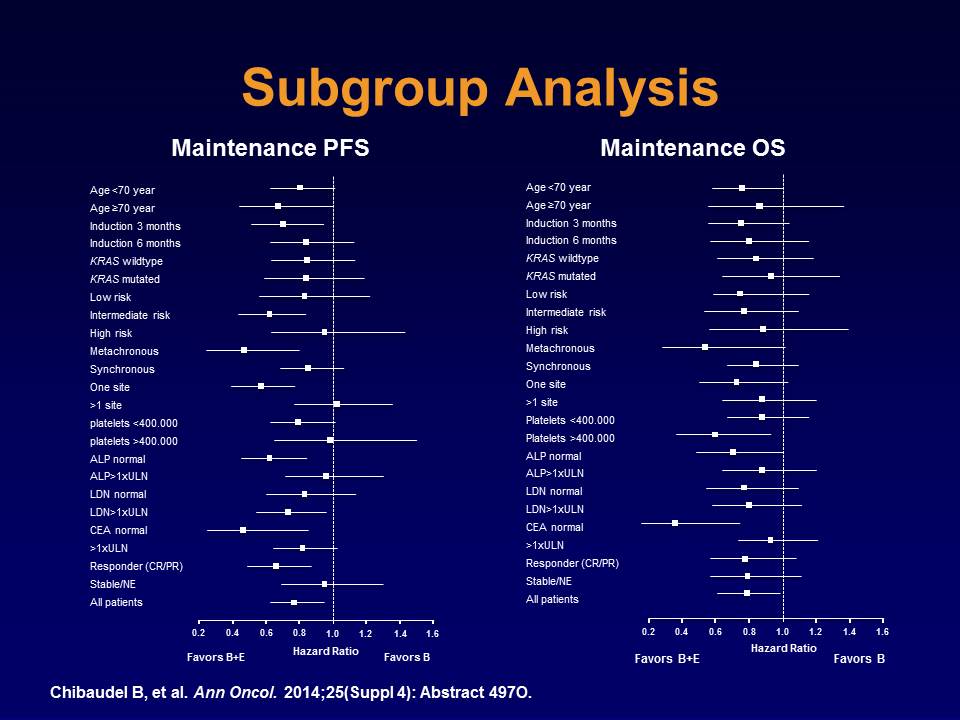 Subgroup Analysis
Maintenance PFS
Age <70 year
Age ≥70 year
Induction 3 months
Induction 6 months
KRAS wildtype
KRAS mutated
Low risk
Intermediate risk
High risk
Metachronous
Synchronous
One site
>1 site
platelets <400.000
platelets >400.000
ALP normal
ALP>1xULN
LDN normal
LDN>1xULN
CEA normal
>1xULN
Responder (CR/PR)
Stable/NE
All patients
0.2 0.4 0.6 0.8 1.0 1.2 1.4 1.6
Hazard Ratio
Favors B+E Favors B
Maintenance OS
Age <70 year
Age ≥70 year
Induction 3 months
Induction 6 months
KRAS wildtype
KRAS mutated
Low risk
Intermediate risk
High risk
Metachronous
Synchronous
One site
>1 site
Platelets <400.000
Platelets >400.000
ALP normal
ALP>1xULN
LDN normal
LDN>1xULN
CEA normal
>1xULN
Responder (CR/PR)
Stable/NE
All patients
0.2 0.4 0.6 0.8 1.0 1.2 1.4 1.6
Hazard Ratio
Favors B+E Favors B
Chibaudel B, et al. Ann Oncol. 2014;25(Suppl 4): Abstract 497O.